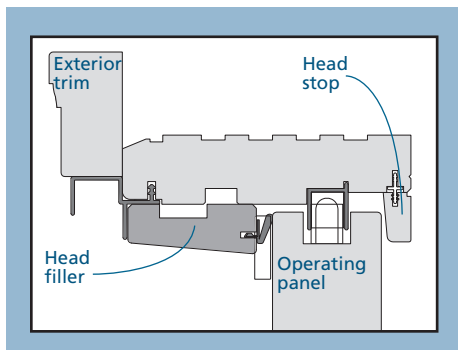 Exterior
trim
Head
stop
Head
filler
Operating
panel